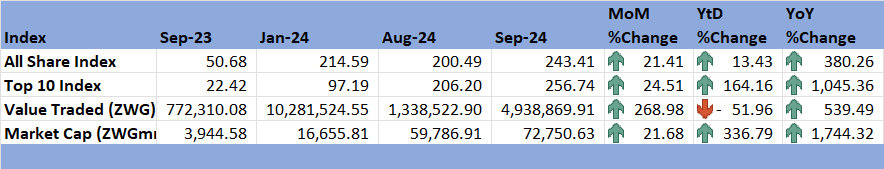 MoM YtD YoY
Index Sep-23 Jan-24 Aug-24 Sep-24 %Change %Change %Change
All Share Index 50.68 214.59 200.49 243.41 21.41 13.43 380.26
Top 10 Index 22.42 97.19 206.20 256.74 24.51 164.16 1,045.36
Value Traded (ZWG) 772,310.08 10,281,524.55 1,338,522.90 4,938,869.91 268.98 - 51.96 539.49
Market Cap (ZWGm 3,944.58 16,655.81 59,786.91 72,750.63 21.68 336.79 1,744.32